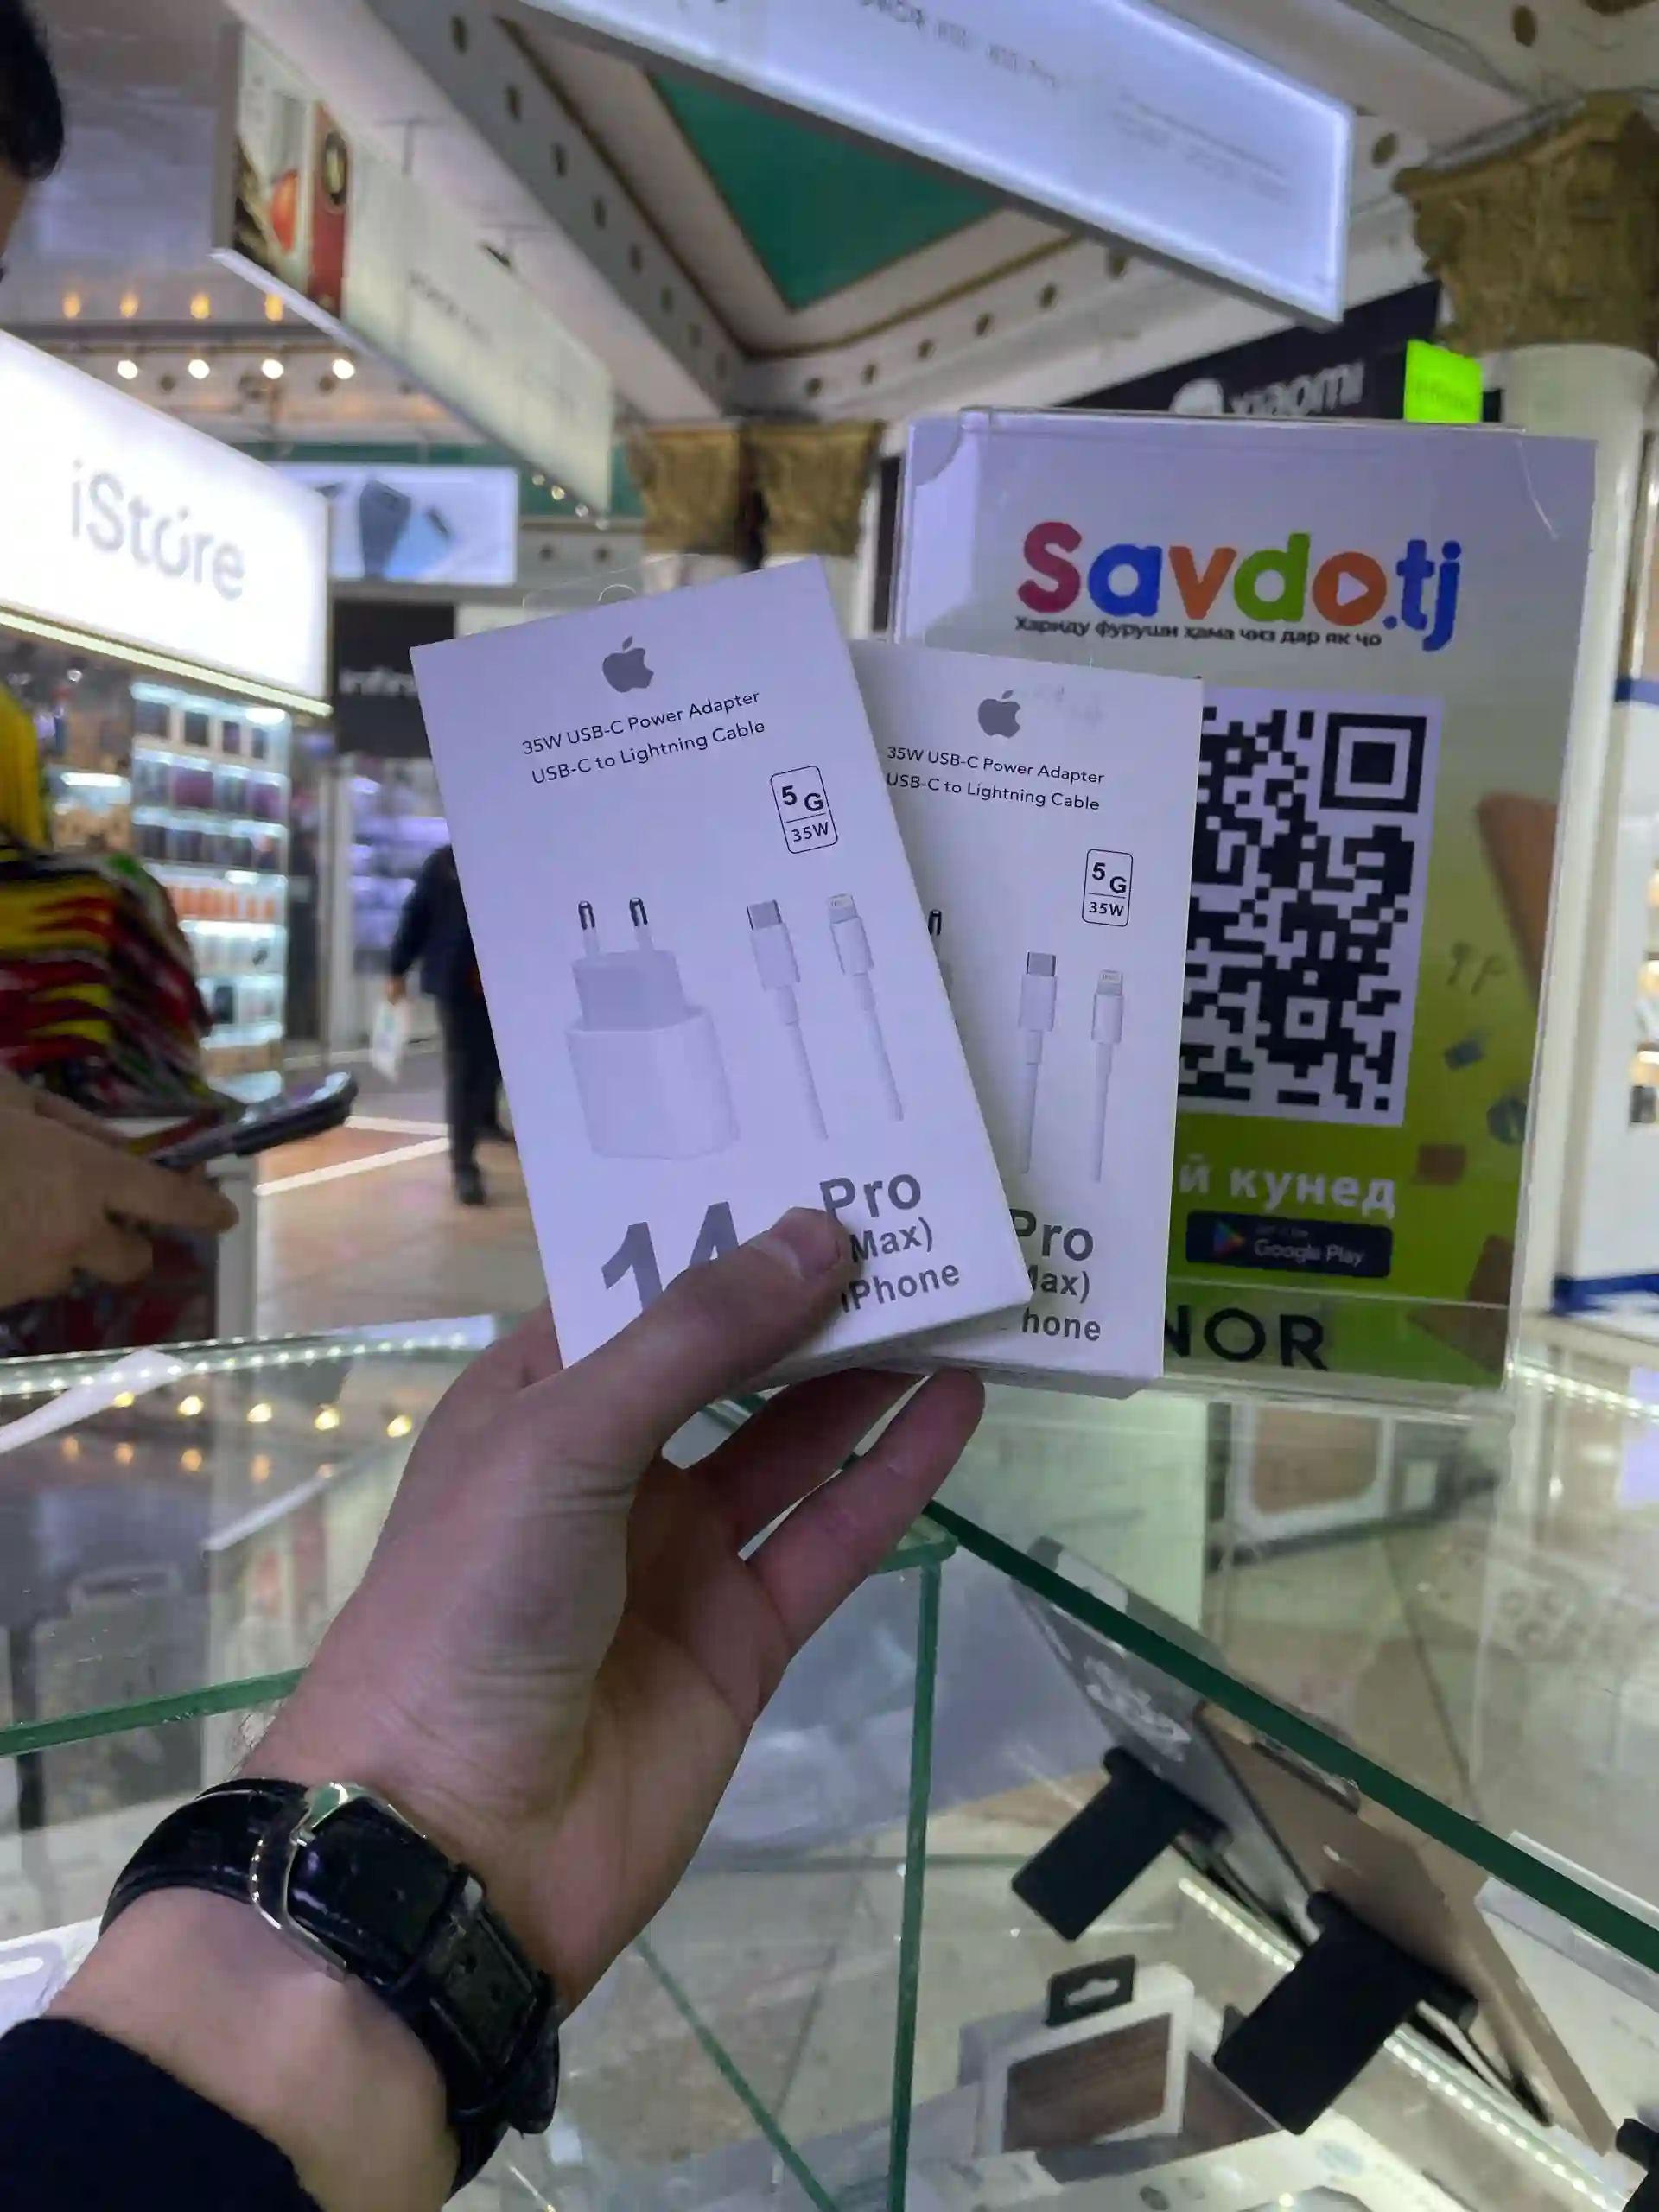 xiaomi
iStore
Savdo.tj
Хариду фурӯши ҳама чиз дар як ҷо
35W USB-C Power Adapter
USB-C to Lightning Cable
5G
35W
14 Pro
Max)
iPhone
35W USB-C Power Adapter
USB-C to Lightning Cable
5G
35W
Pro
ax)
hone
й кунед
Google Play
NOR